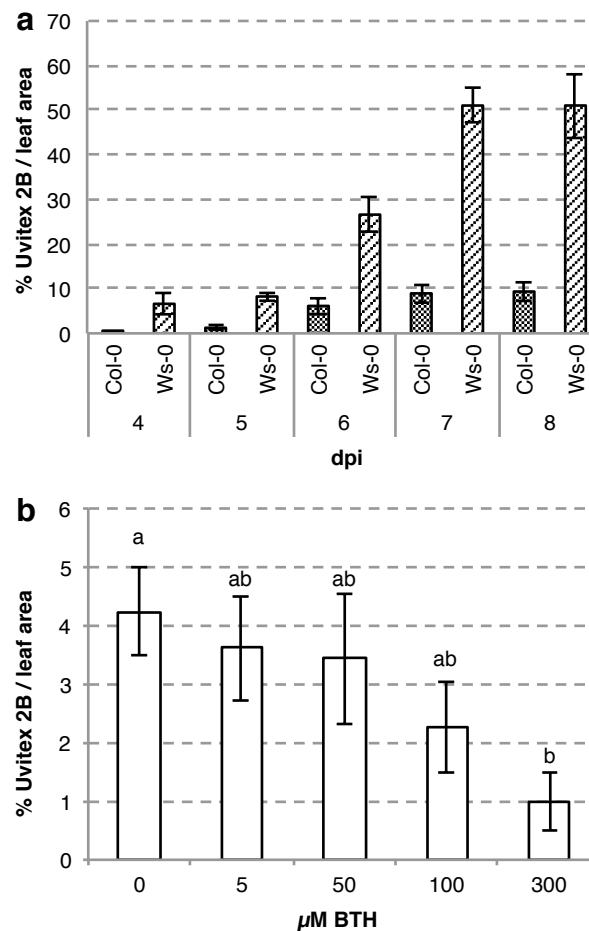 a
% Uvitex 2B / leaf area
70
60
50
40
30
20
10
0
Col-0 Ws-0 Col-0 Ws-0 Col-0 Ws-0 Col-0 Ws-0 Col-0 Ws-0
4 5 6 7 8
dpi
b
% Uvitex 2B / leaf area
6
5
4
3
2
1
0
a ab ab ab b
0 5 50 100 300
µM BTH